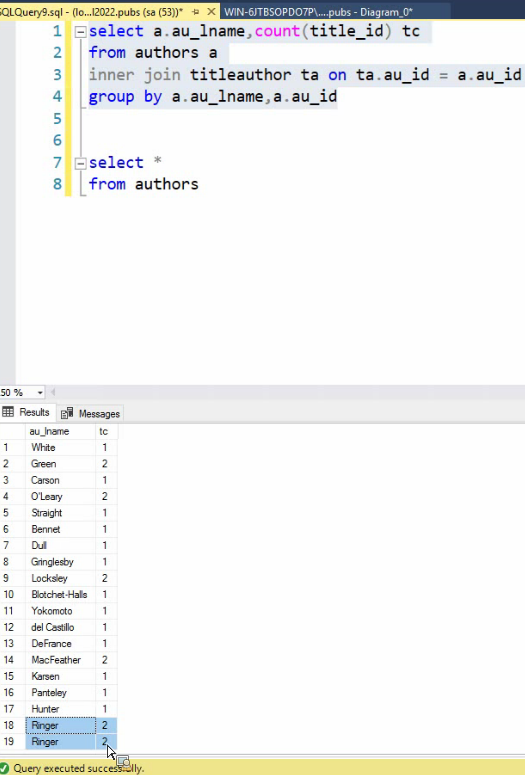 SQLQuery9.sql - (lo...l2022.pubs (sa (53))* WIN-6JTBSOPDO7P\....pubs - Diagram_0*
1 select a.au_lname,count(title_id) tc
2 from authors a
3 inner join titleauthor ta on ta.au_id = a.au_id
4 group by a.au_lname,a.au_id
5
6
7 select *
8 from authors
50 %
Results Messages
au_lname tc
1 White 1
2 Green 2
3 Carson 1
4 O'Leary 2
5 Straight 1
6 Bennet 1
7 Dull 1
8 Gringlesby 1
9 Locksley 2
10 Blotchet-Halls 1
11 Yokomoto 1
12 del Castillo 1
13 DeFrance 1
14 MacFeather 2
15 Karsen 1
16 Panteley 1
17 Hunter 1
18 Ringer 2
19 Ringer 2
Query executed successfully.